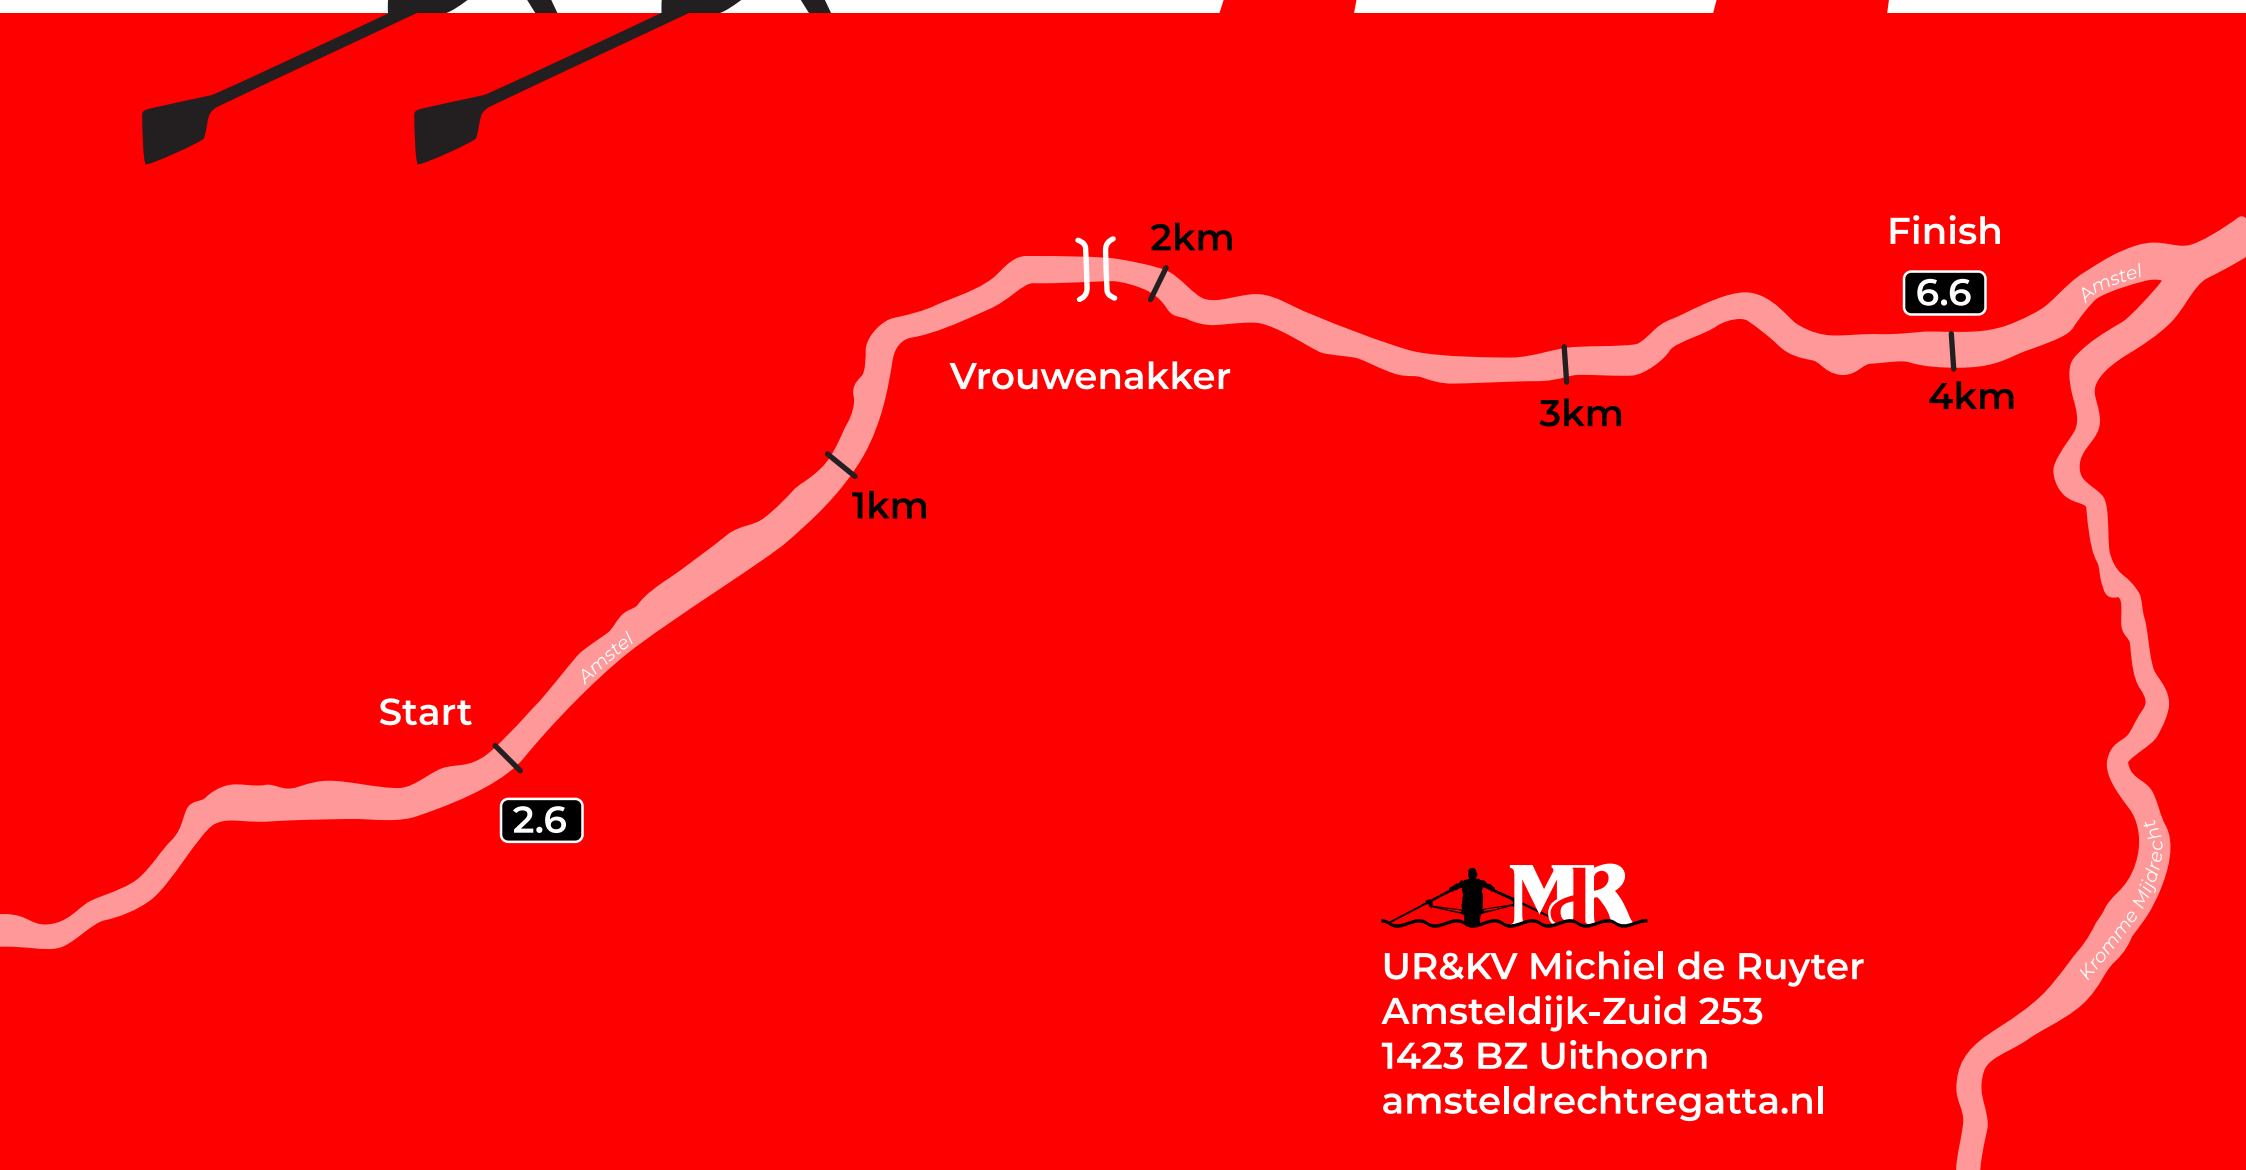 2km
Finish
6.6
Amstel
Vrouwenakker
3km
4km
1km
Amstel
Start
2.6
Kromme Mijdrecht
MdR
UR&KV Michiel de Ruyter
Amsteldijk-Zuid 253
1423 BZ Uithoorn
amsteldrechtregatta.nl